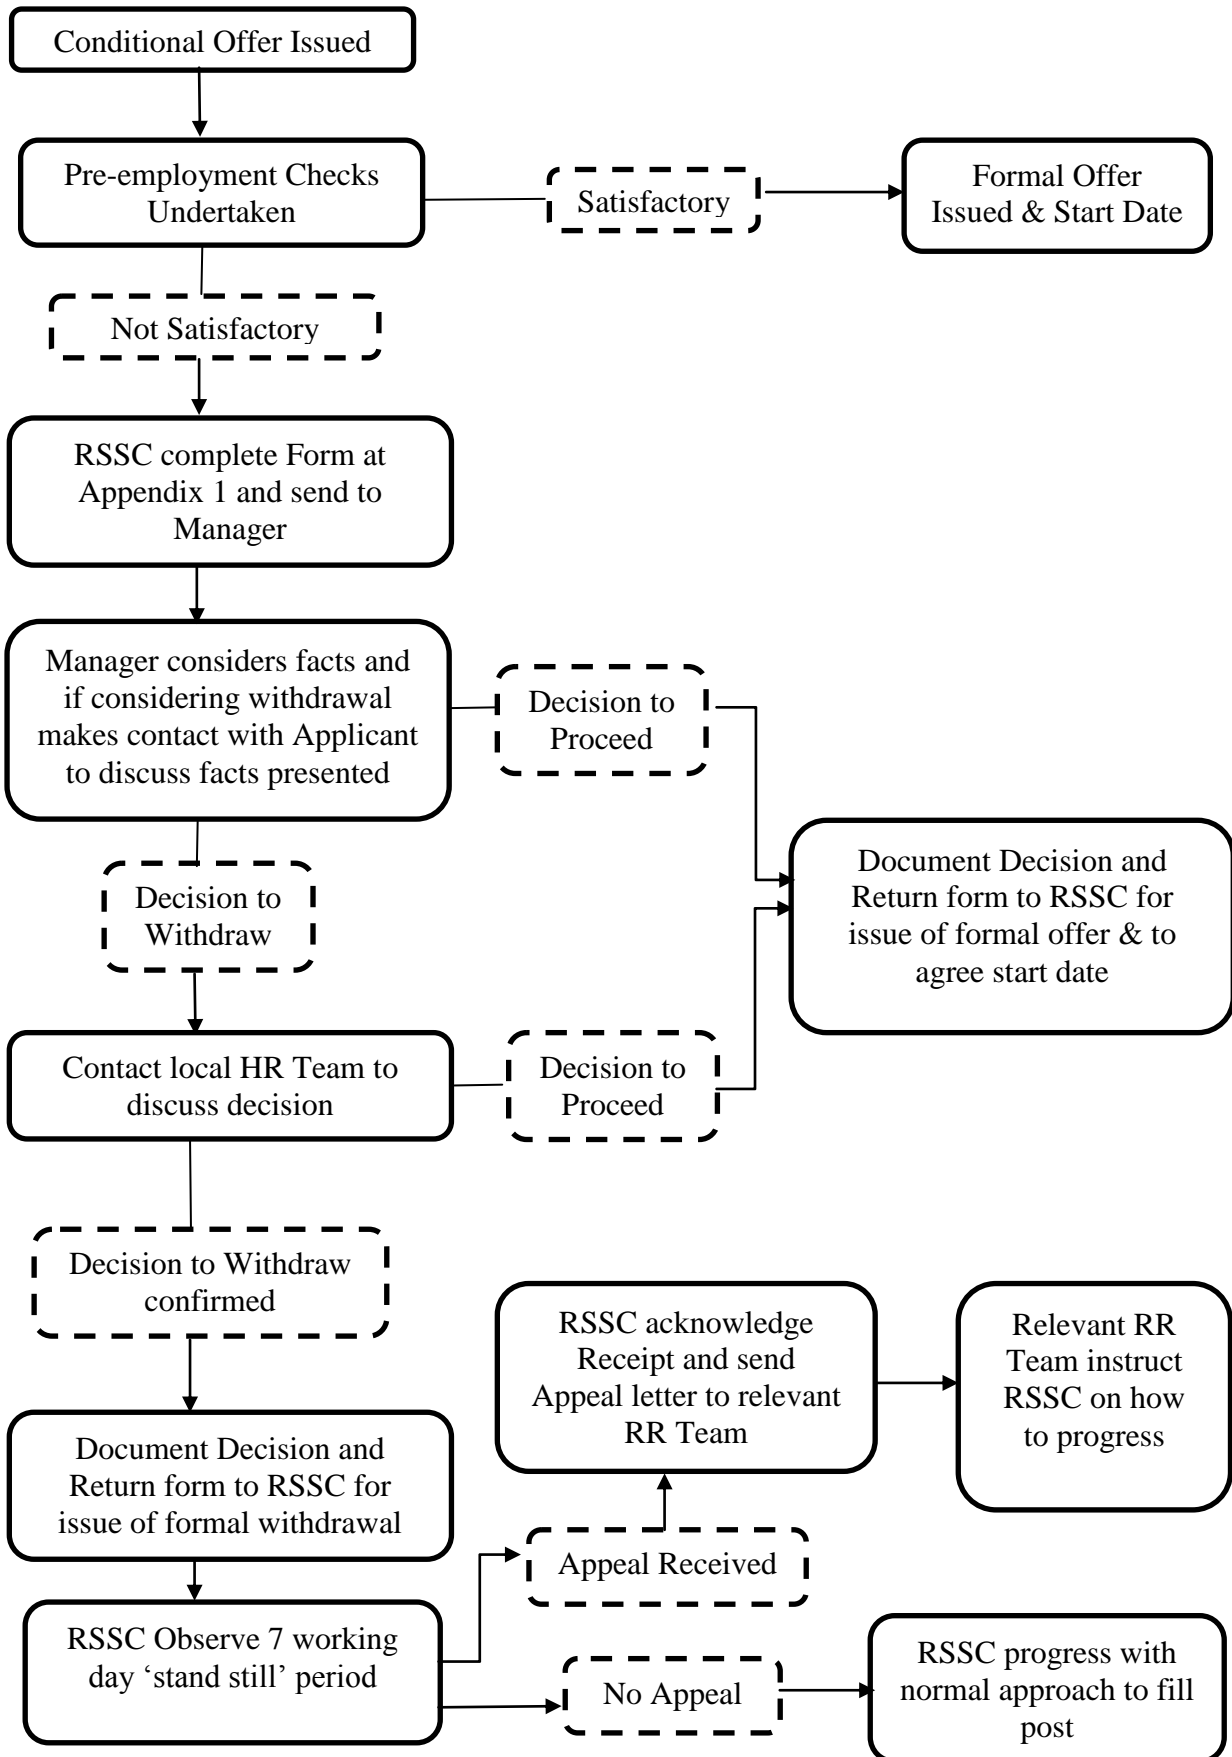 Conditional Offer Issued
Pre-employment Checks
Undertaken
Satisfactory
Formal Offer
Issued & Start Date
Not Satisfactory
RSSC complete Form at
Appendix 1 and send to
Manager
Manager considers facts and
if considering withdrawal
makes contact with Applicant
to discuss facts presented
Decision to
Proceed
Decision to
Withdraw
Document Decision and
Return form to RSSC for
issue of formal offer & to
agree start date
Contact local HR Team to
discuss decision
Decision to
Proceed
Decision to Withdraw
confirmed
RSSC acknowledge
Receipt and send
Appeal letter to relevant
RR Team
Relevant RR
Team instruct
RSSC on how
to progress
Document Decision and
Return form to RSSC for
issue of formal withdrawal
Appeal Received
RSSC Observe 7 working
day ‘stand still’ period
No Appeal
RSSC progress with
normal approach to fill
post